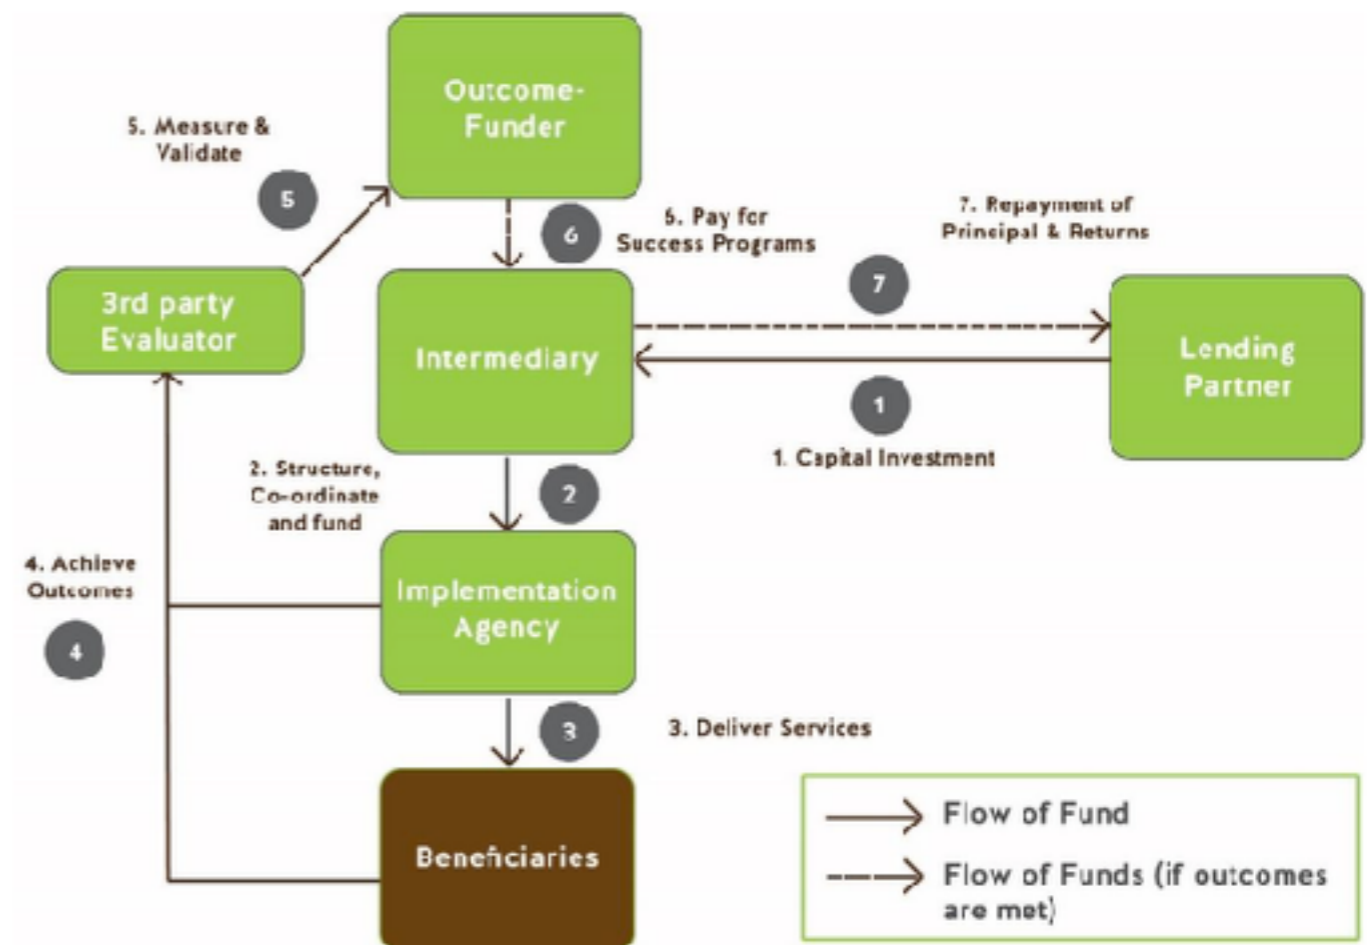 Outcome-
Funder
5. Measure &
Validate
5
6
6. Pay for
Success Programs
7. Repayment of
Principal & Returns
7
3rd party
Evaluator
Intermediary
Lending
Partner
1
1. Capital Investment
2. Structure,
Co-ordinate
and fund
2
4. Achieve
Outcomes
4
Implementation
Agency
3
3. Deliver Services
Beneficiaries
Flow of Fund
Flow of Funds (if outcomes
are met)